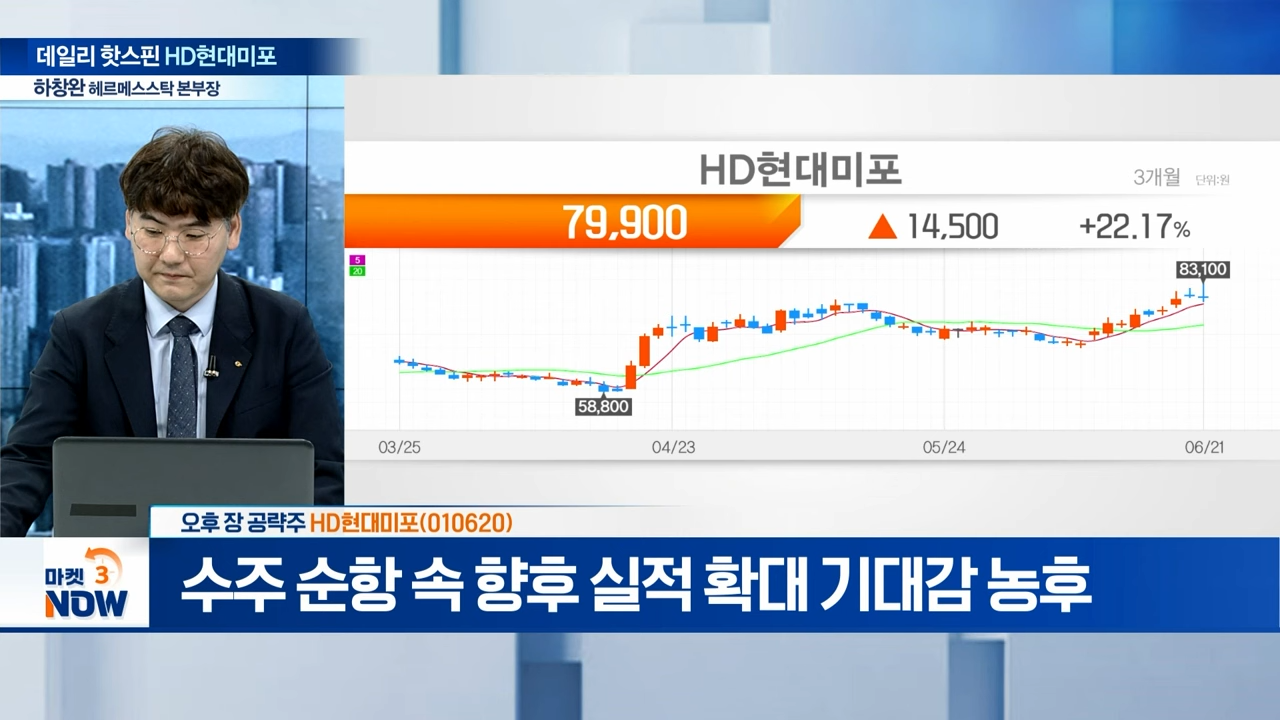 데일리 핫스핀 HD현대미포
하창완 헤르메스스탁 본부장
HD현대미포
3개월 단위:원
79,900 ▲ 14,500 +22.17%
5
20
83,100
58,800
03/25 04/23 05/24 06/21
오후 장 공략주 HD현대미포(010620)
마켓 3
NOW
수주 순항 속 향후 실적 확대 기대감 농후